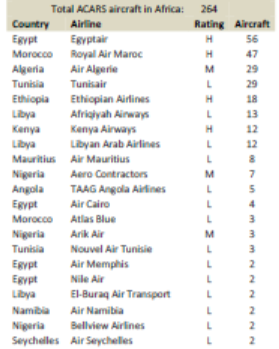 Total ACARS aircraft in Africa: 264
Country Airline Rating Aircraft
Egypt Egyptair H 56
Morocco Royal Air Maroc H 47
Algeria Air Algerie M 29
Tunisia Tunisair L 29
Ethiopia Ethiopian Airlines H 18
Libya Afriqiyah Airways L 13
Kenya Kenya Airways H 12
Libya Libyan Arab Airlines L 12
Mauritius Air Mauritius L 8
Nigeria Aero Contractors M 7
Angola TAAG Angola Airlines L 5
Egypt Air Cairo L 4
Morocco Atlas Blue L 3
Nigeria Arik Air M 3
Tunisia Nouvel Air Tunisie L 3
Egypt Air Memphis L 2
Egypt Nile Air L 2
Libya El-Buraq Air Transport L 2
Namibia Air Namibia L 2
Nigeria Bellview Airlines L 2
Seychelles Air Seychelles L 2